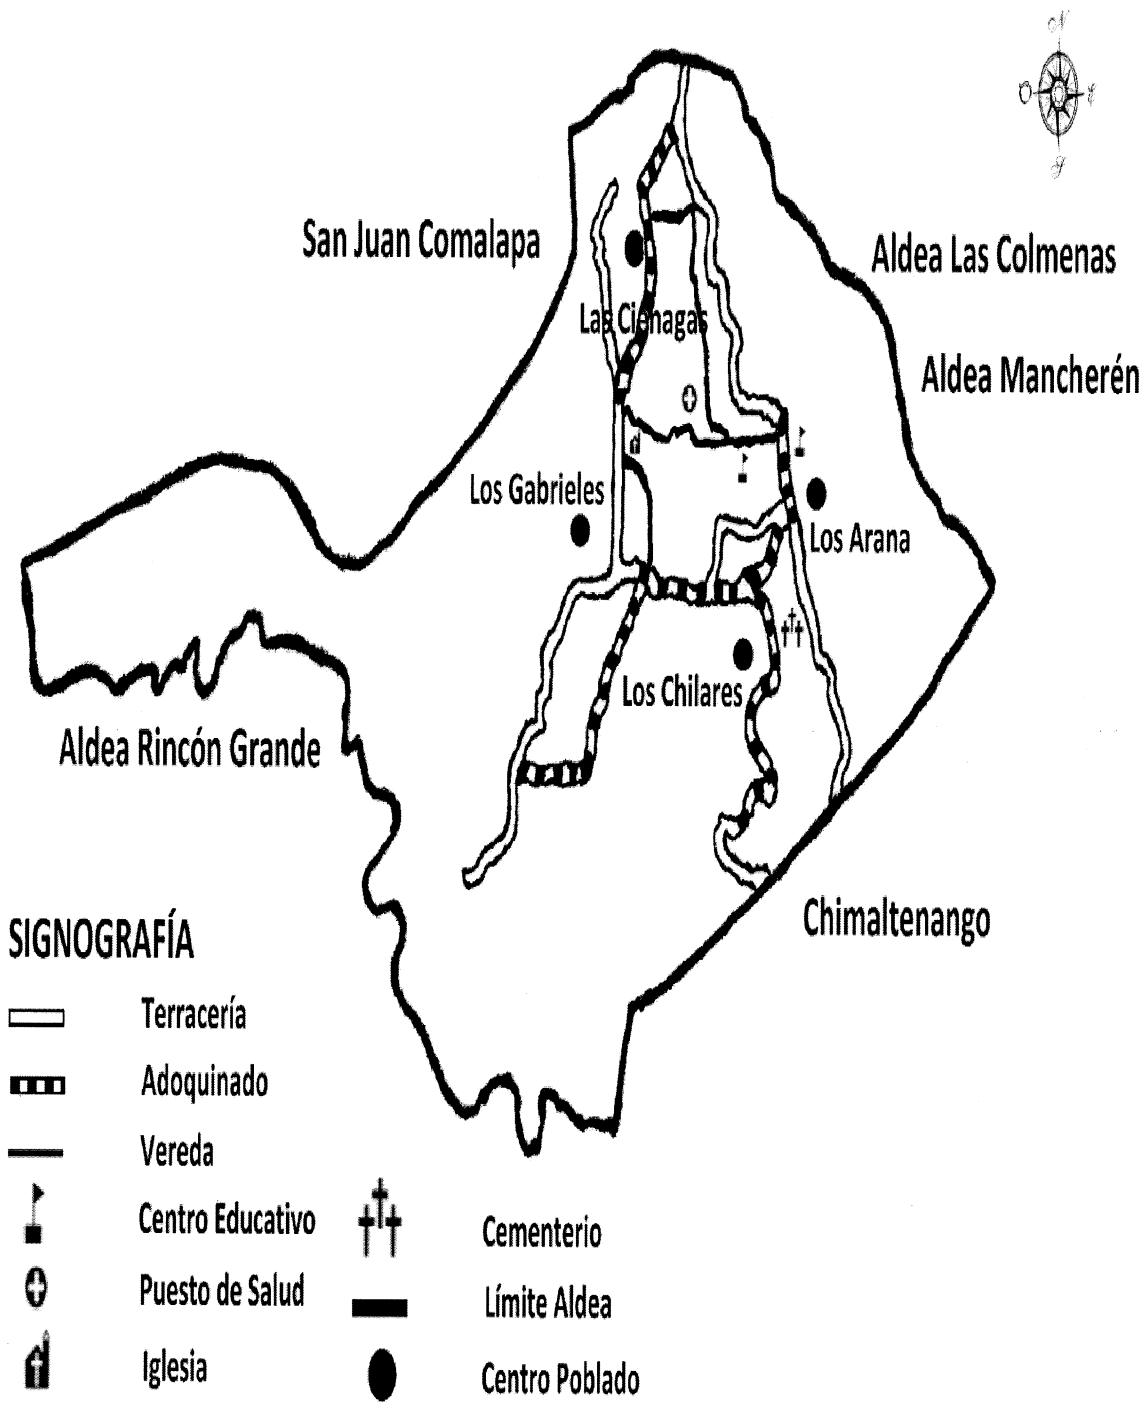 N
O
E
S
San Juan Comalapa
Aldea Las Colmenas
Las Cienagas
Aldea Mancherén
Los Gabrieles
Los Arana
Los Chilares
Aldea Rincón Grande
Chimaltenango
SIGNOGRAFÍA
Terracería
Adoquinado
Vereda
Centro Educativo
Puesto de Salud
Iglesia
Cementerio
Límite Aldea
Centro Poblado